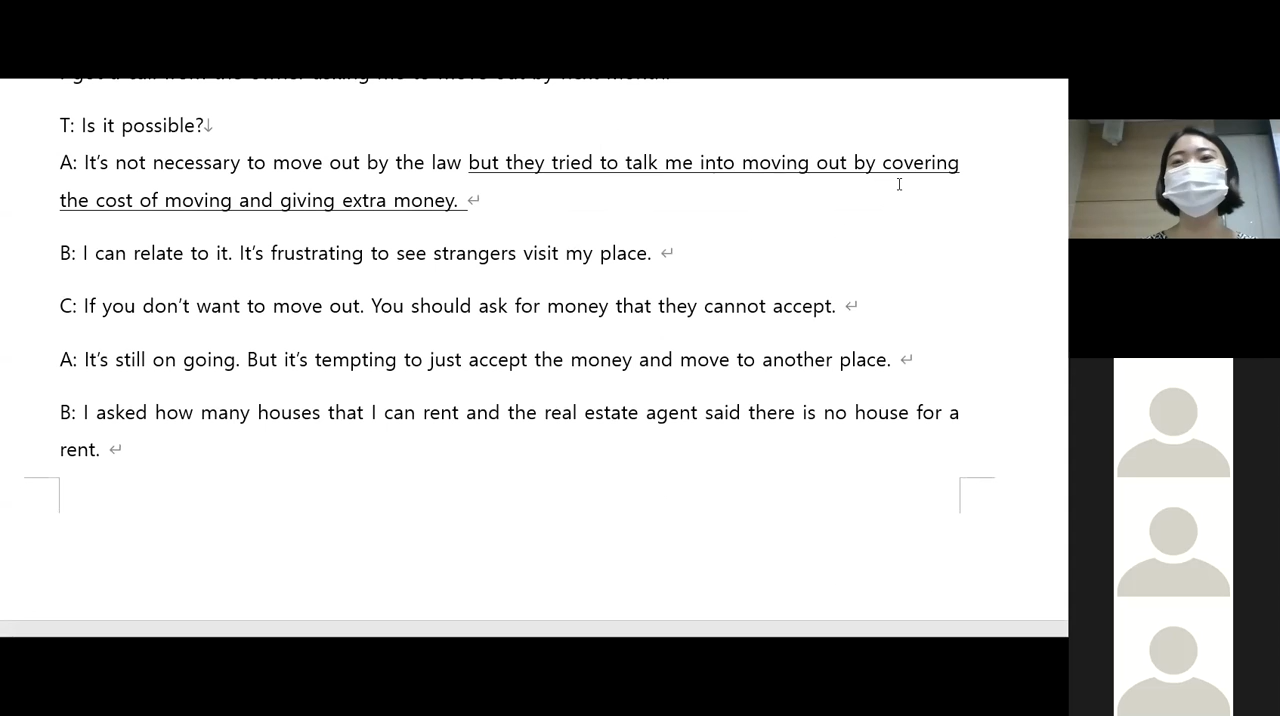 T: Is it possible?
A: It's not necessary to move out by the law but they tried to talk me into moving out by covering
the cost of moving and giving extra money.
B: I can relate to it. It's frustrating to see strangers visit my place.
C: If you don't want to move out. You should ask for money that they cannot accept.
A: It's still on going. But it's tempting to just accept the money and move to another place.
B: I asked how many houses that I can rent and the real estate agent said there is no house for a
rent.